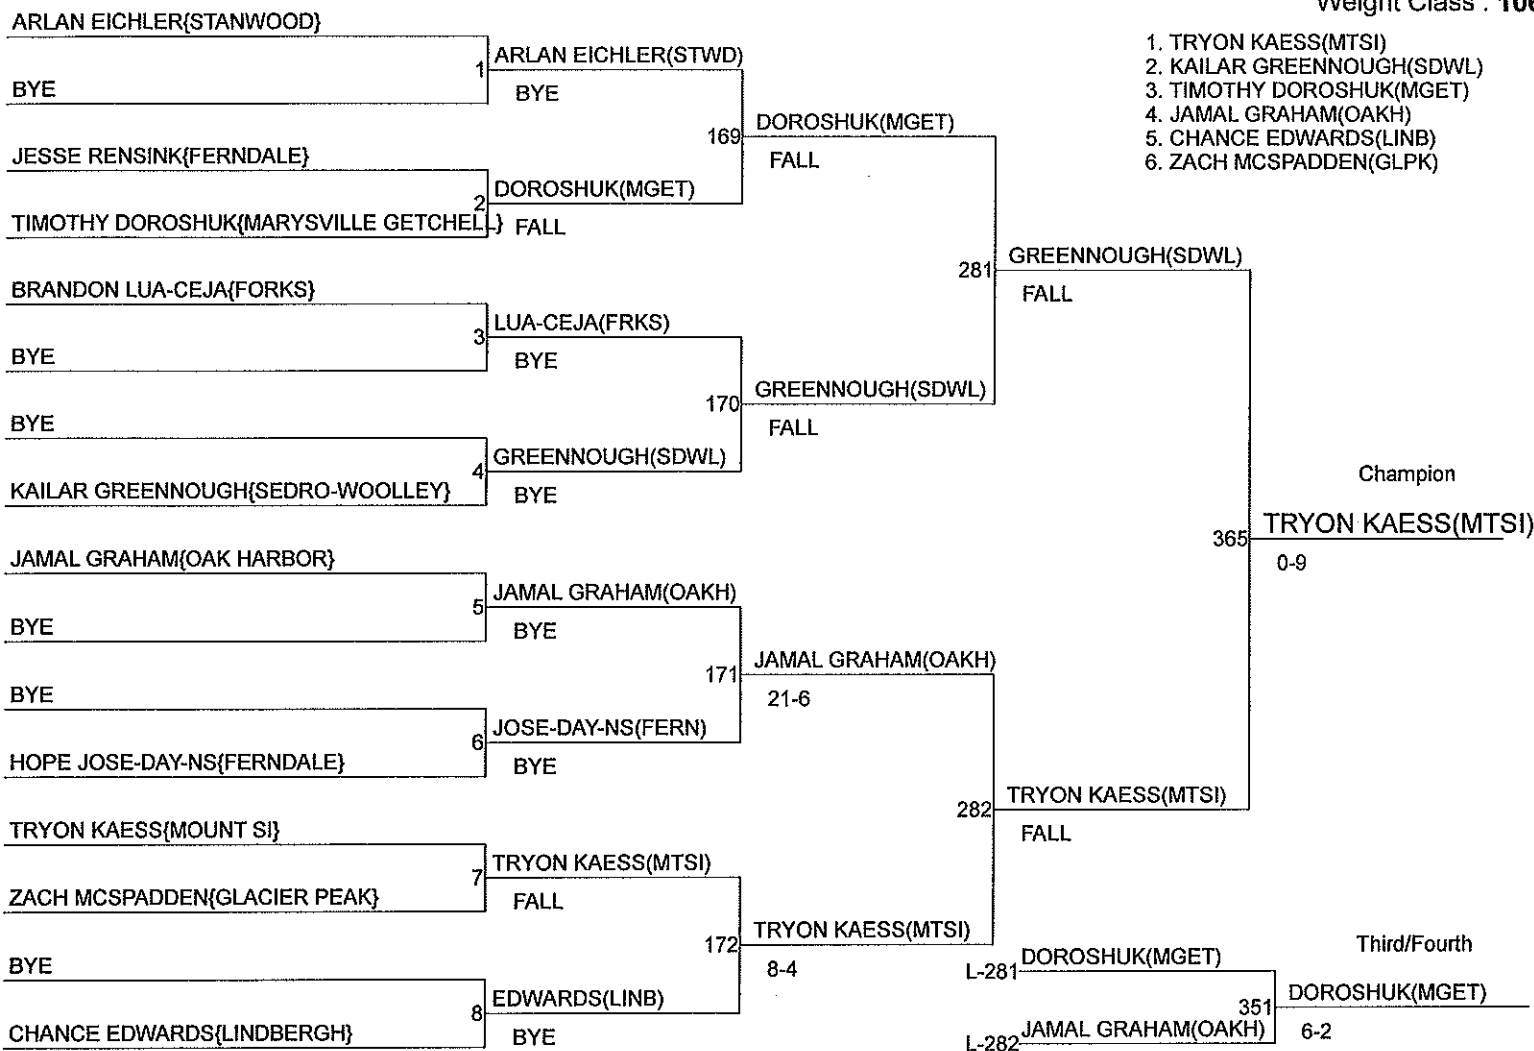 Weight Class :
1. TRYON KAESS(MTSI)
2. KAILAR GREENNOUGH(SDWL)
3. TIMOTHY DOROSHUK(MGET)
4. JAMAL GRAHAM(OAKH)
5. CHANCE EDWARDS(LINB)
6. ZACH MCSPADDEN(GLPK)
ARLAN EICHLER{STANWOOD}
1 ARLAN EICHLER(STWD)
BYE
BYE
169 DOROSHUK(MGET)
FALL
JESSE RENSINK{FERNDALE}
2 DOROSHUK(MGET)
TIMOTHY DOROSHUK{MARYSVILLE GETCHELL} FALL
281 GREENNOUGH(SDWL)
FALL
BRANDON LUA-CEJA{FORKS}
3 LUA-CEJA(FRKS)
BYE
BYE
170 GREENNOUGH(SDWL)
FALL
BYE
4 GREENNOUGH(SDWL)
KAILAR GREENNOUGH{SEDRO-WOOLLEY}
BYE
Champion
365 TRYON KAESS(MTSI)
0-9
JAMAL GRAHAM{OAK HARBOR}
5 JAMAL GRAHAM(OAKH)
BYE
BYE
171 JAMAL GRAHAM(OAKH)
21-6
BYE
6 JOSE-DAY-NS(FERN)
HOPE JOSE-DAY-NS{FERNDALE}
BYE
282 TRYON KAESS(MTSI)
FALL
TRYON KAESS{MOUNT SI}
7 TRYON KAESS(MTSI)
ZACH MCSPADDEN{GLACIER PEAK}
FALL
172 TRYON KAESS(MTSI)
8-4
BYE
8 EDWARDS(LINB)
CHANCE EDWARDS{LINDBERGH}
BYE
Third/Fourth
L-281 DOROSHUK(MGET)
351 DOROSHUK(MGET)
L-282 JAMAL GRAHAM(OAKH)
6-2